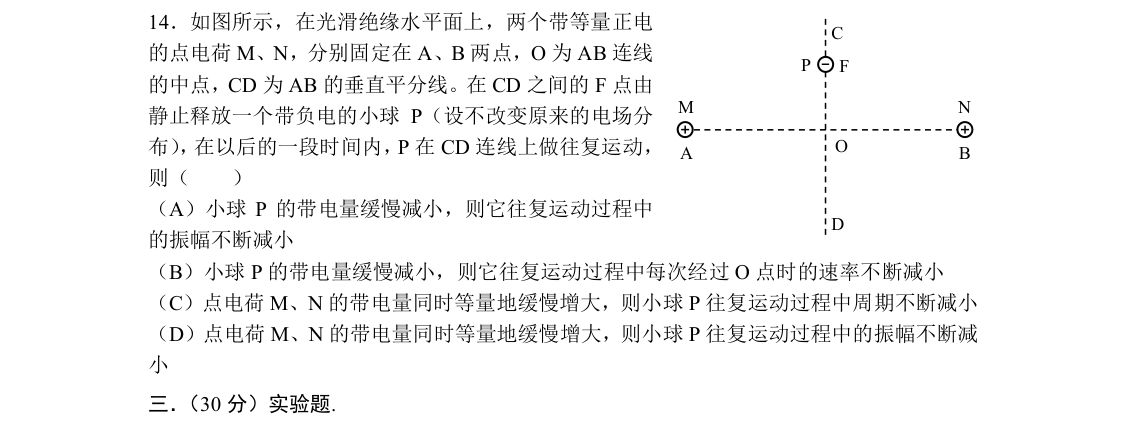 14．如图所示，在光滑绝缘水平面上，两个带等量正电
的点电荷 M、N，分别固定在 A、B 两点，O 为 AB 连线
的中点，CD 为 AB 的垂直平分线。在 CD 之间的 F 点由
静止释放一个带负电的小球 P（设不改变原来的电场分
布），在以后的一段时间内，P 在 CD 连线上做往复运动，
则（　　）
（A）小球 P 的带电量缓慢减小，则它往复运动过程中
的振幅不断减小
（B）小球 P 的带电量缓慢减小，则它往复运动过程中每次经过 O 点时的速率不断减小
（C）点电荷 M、N 的带电量同时等量地缓慢增大，则小球 P 往复运动过程中周期不断减小
（D）点电荷 M、N 的带电量同时等量地缓慢增大，则小球 P 往复运动过程中的振幅不断减
小
三．（30 分）实验题.
C
P F
M N
A O B
D